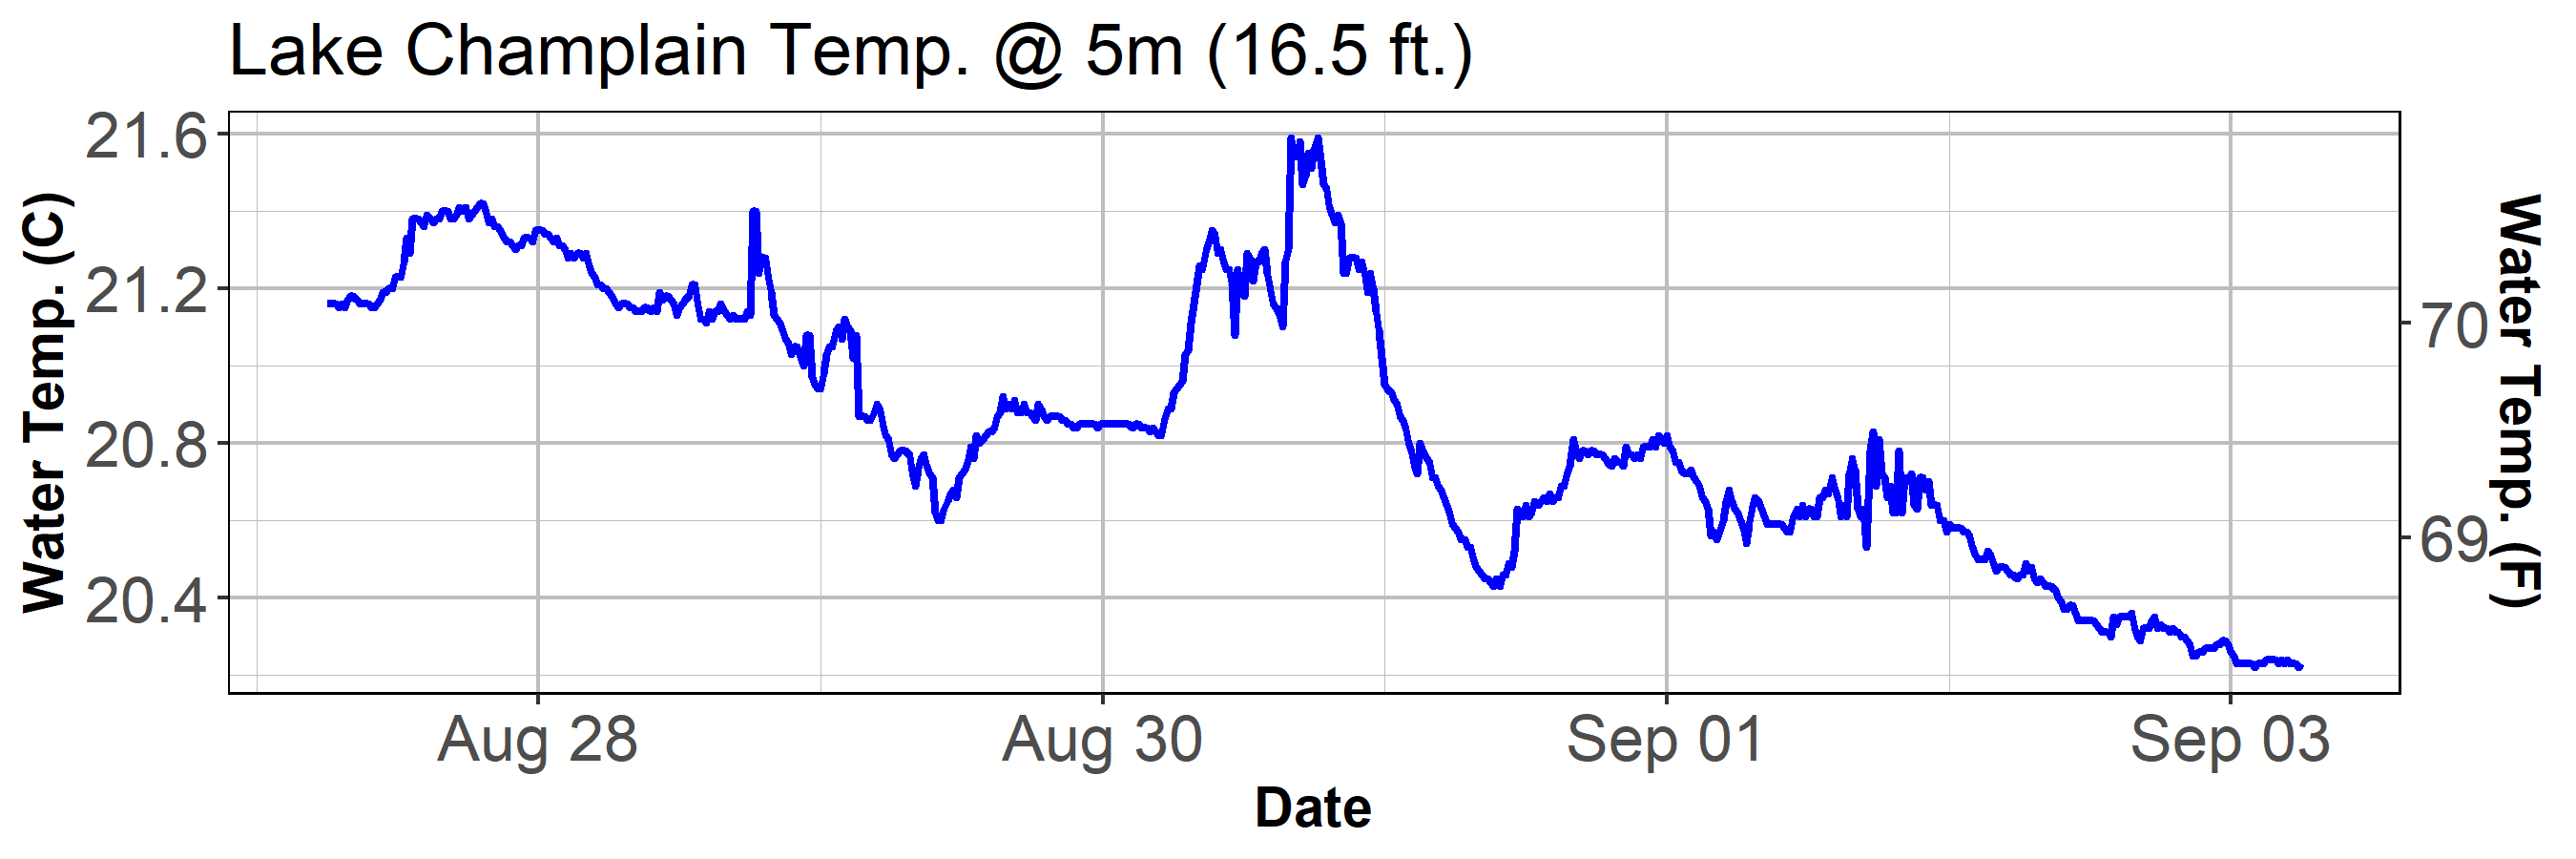 Lake Champlain Temp. @ 5m (16.5 ft.)
Water Temp. (C)
21.6
21.2
20.8
20.4
70
69
Water Temp. (F)
Aug 28
Aug 30
Sep 01
Sep 03
Date